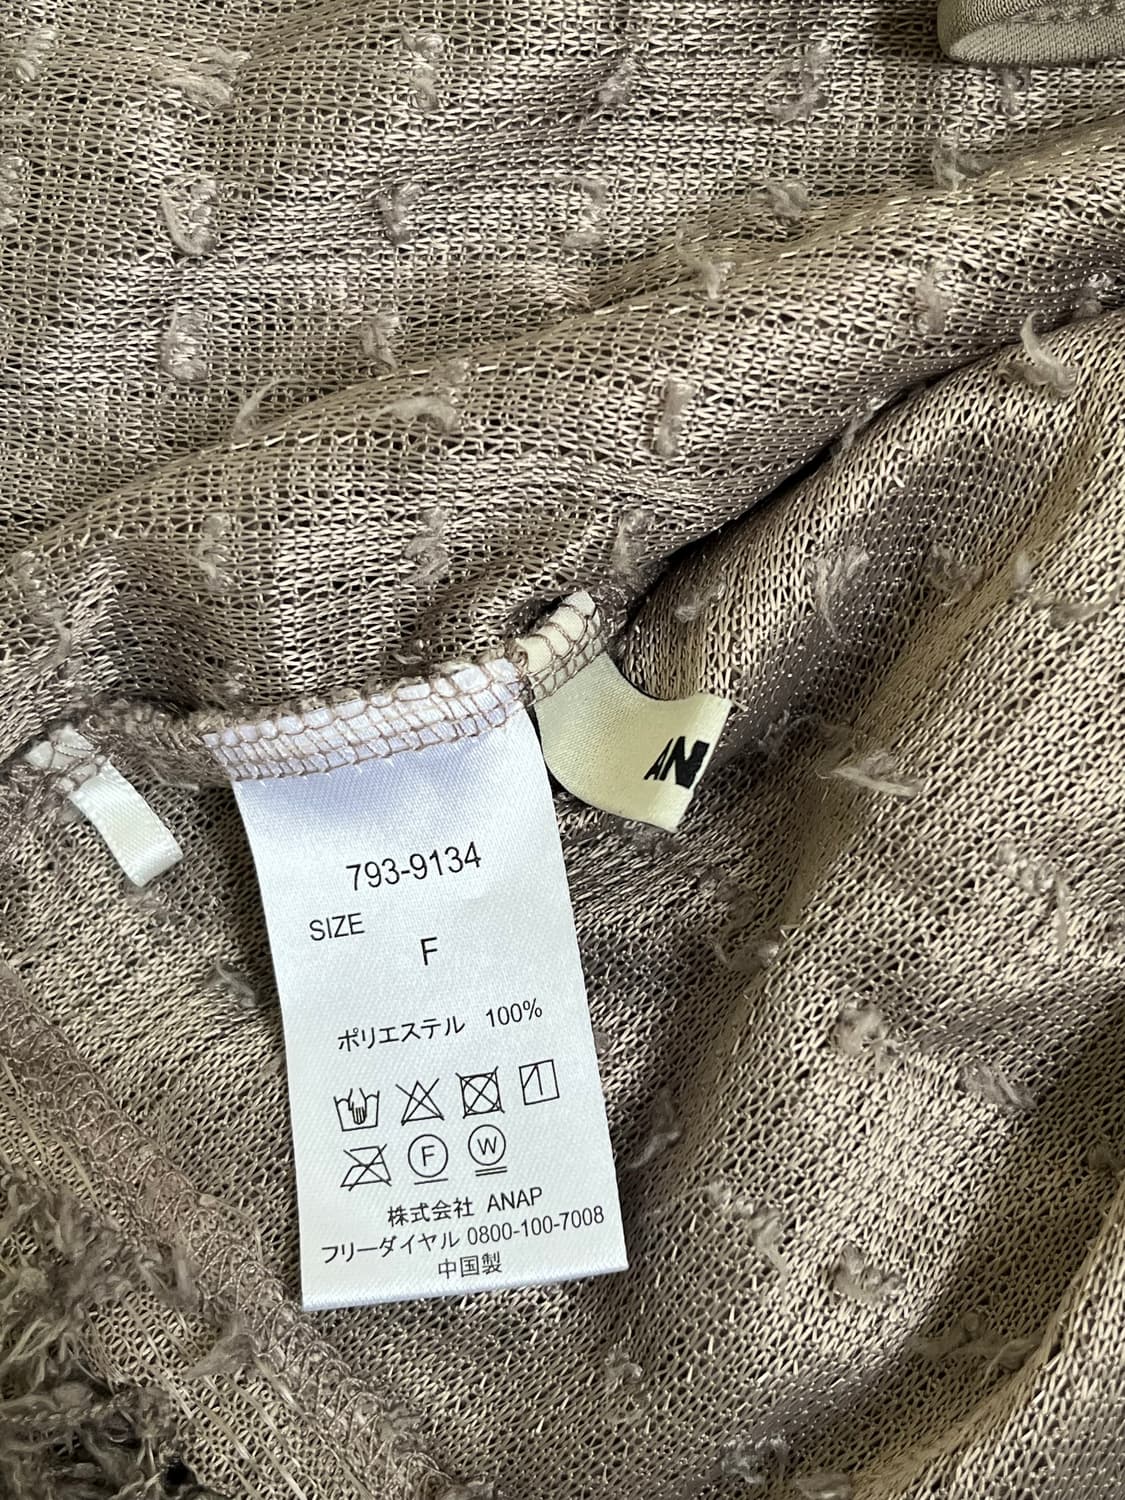 AN
793-9134
SIZE
F
ポリエステル 100%
F W
株式会社 ANAP
フリーダイヤル 0800-100-7008
中国製